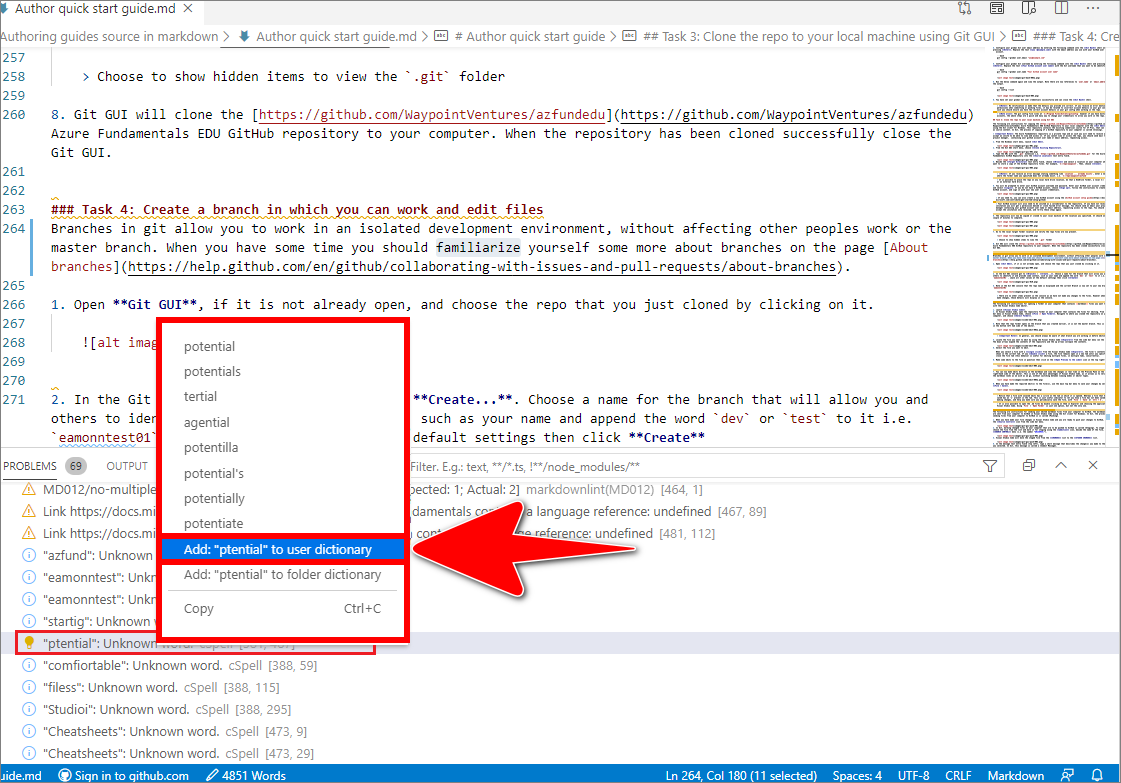 Author quick start guide.md
Authoring guides source in markdown > Author quick start guide.md > # Author quick start guide > ## Task 3: Clone the repo to your local machine using Git GUI > ### Task 4: Cre
257
258 > Choose to show hidden items to view the `.git` folder
259
260 8. Git GUI will clone the [https://github.com/WaypointVentures/azfundedu](https://github.com/WaypointVentures/azfundedu)
Azure Fundamentals EDU GitHub repository to your computer. When the repository has been cloned successfully close the
Git GUI.
261
262
263 ### Task 4: Create a branch in which you can work and edit files
264 Branches in git allow you to work in an isolated development environment, without affecting other peoples work or the
master branch. When you have some time you should familiarize yourself some more about branches on the page [About
branches](https://help.github.com/en/github/collaborating-with-issues-and-pull-requests/about-branches).
265
266 1. Open **Git GUI**, if it is not already open, and choose the repo that you just cloned by clicking on it.
267
268 ![alt imag
269
270
271 2. In the Git **Create...**. Choose a name for the branch that will allow you and
others to iden such as your name and append the word `dev` or `test` to it i.e.
`eamonntest01` default settings then click **Create**
potential
potentials
tertial
agential
potentilla
potential's
potentially
potentiate
Add: "ptential" to user dictionary
Add: "ptential" to folder dictionary
Copy Ctrl+C
PROBLEMS 69 OUTPUT Filter. E.g.: text, **/*.ts, !**/node_modules/**
MD012/no-multiple pected: 1; Actual: 2] markdownlint(MD012) [464, 1]
Link https://docs.mi damentals co a language reference: undefined [467, 89]
Link https://docs.mi cont ge reference: undefined [481, 112]
"azfund": Unknown
"eamonntest": Unkn
"eamonntest": Unkn
"startig": Unknown w
"ptential": Unknown word. cSpell
"comfiortable": Unknown word. cSpell [388, 59]
"filess": Unknown word. cSpell [388, 115]
"Studioi": Unknown word. cSpell [388, 295]
"Cheatsheets": Unknown word. cSpell [473, 9]
"Cheatsheets": Unknown word. cSpell [473, 29]
uide.md Sign in to github.com 4851 Words Ln 264, Col 180 (11 selected) Spaces: 4 UTF-8 CRLF Markdown